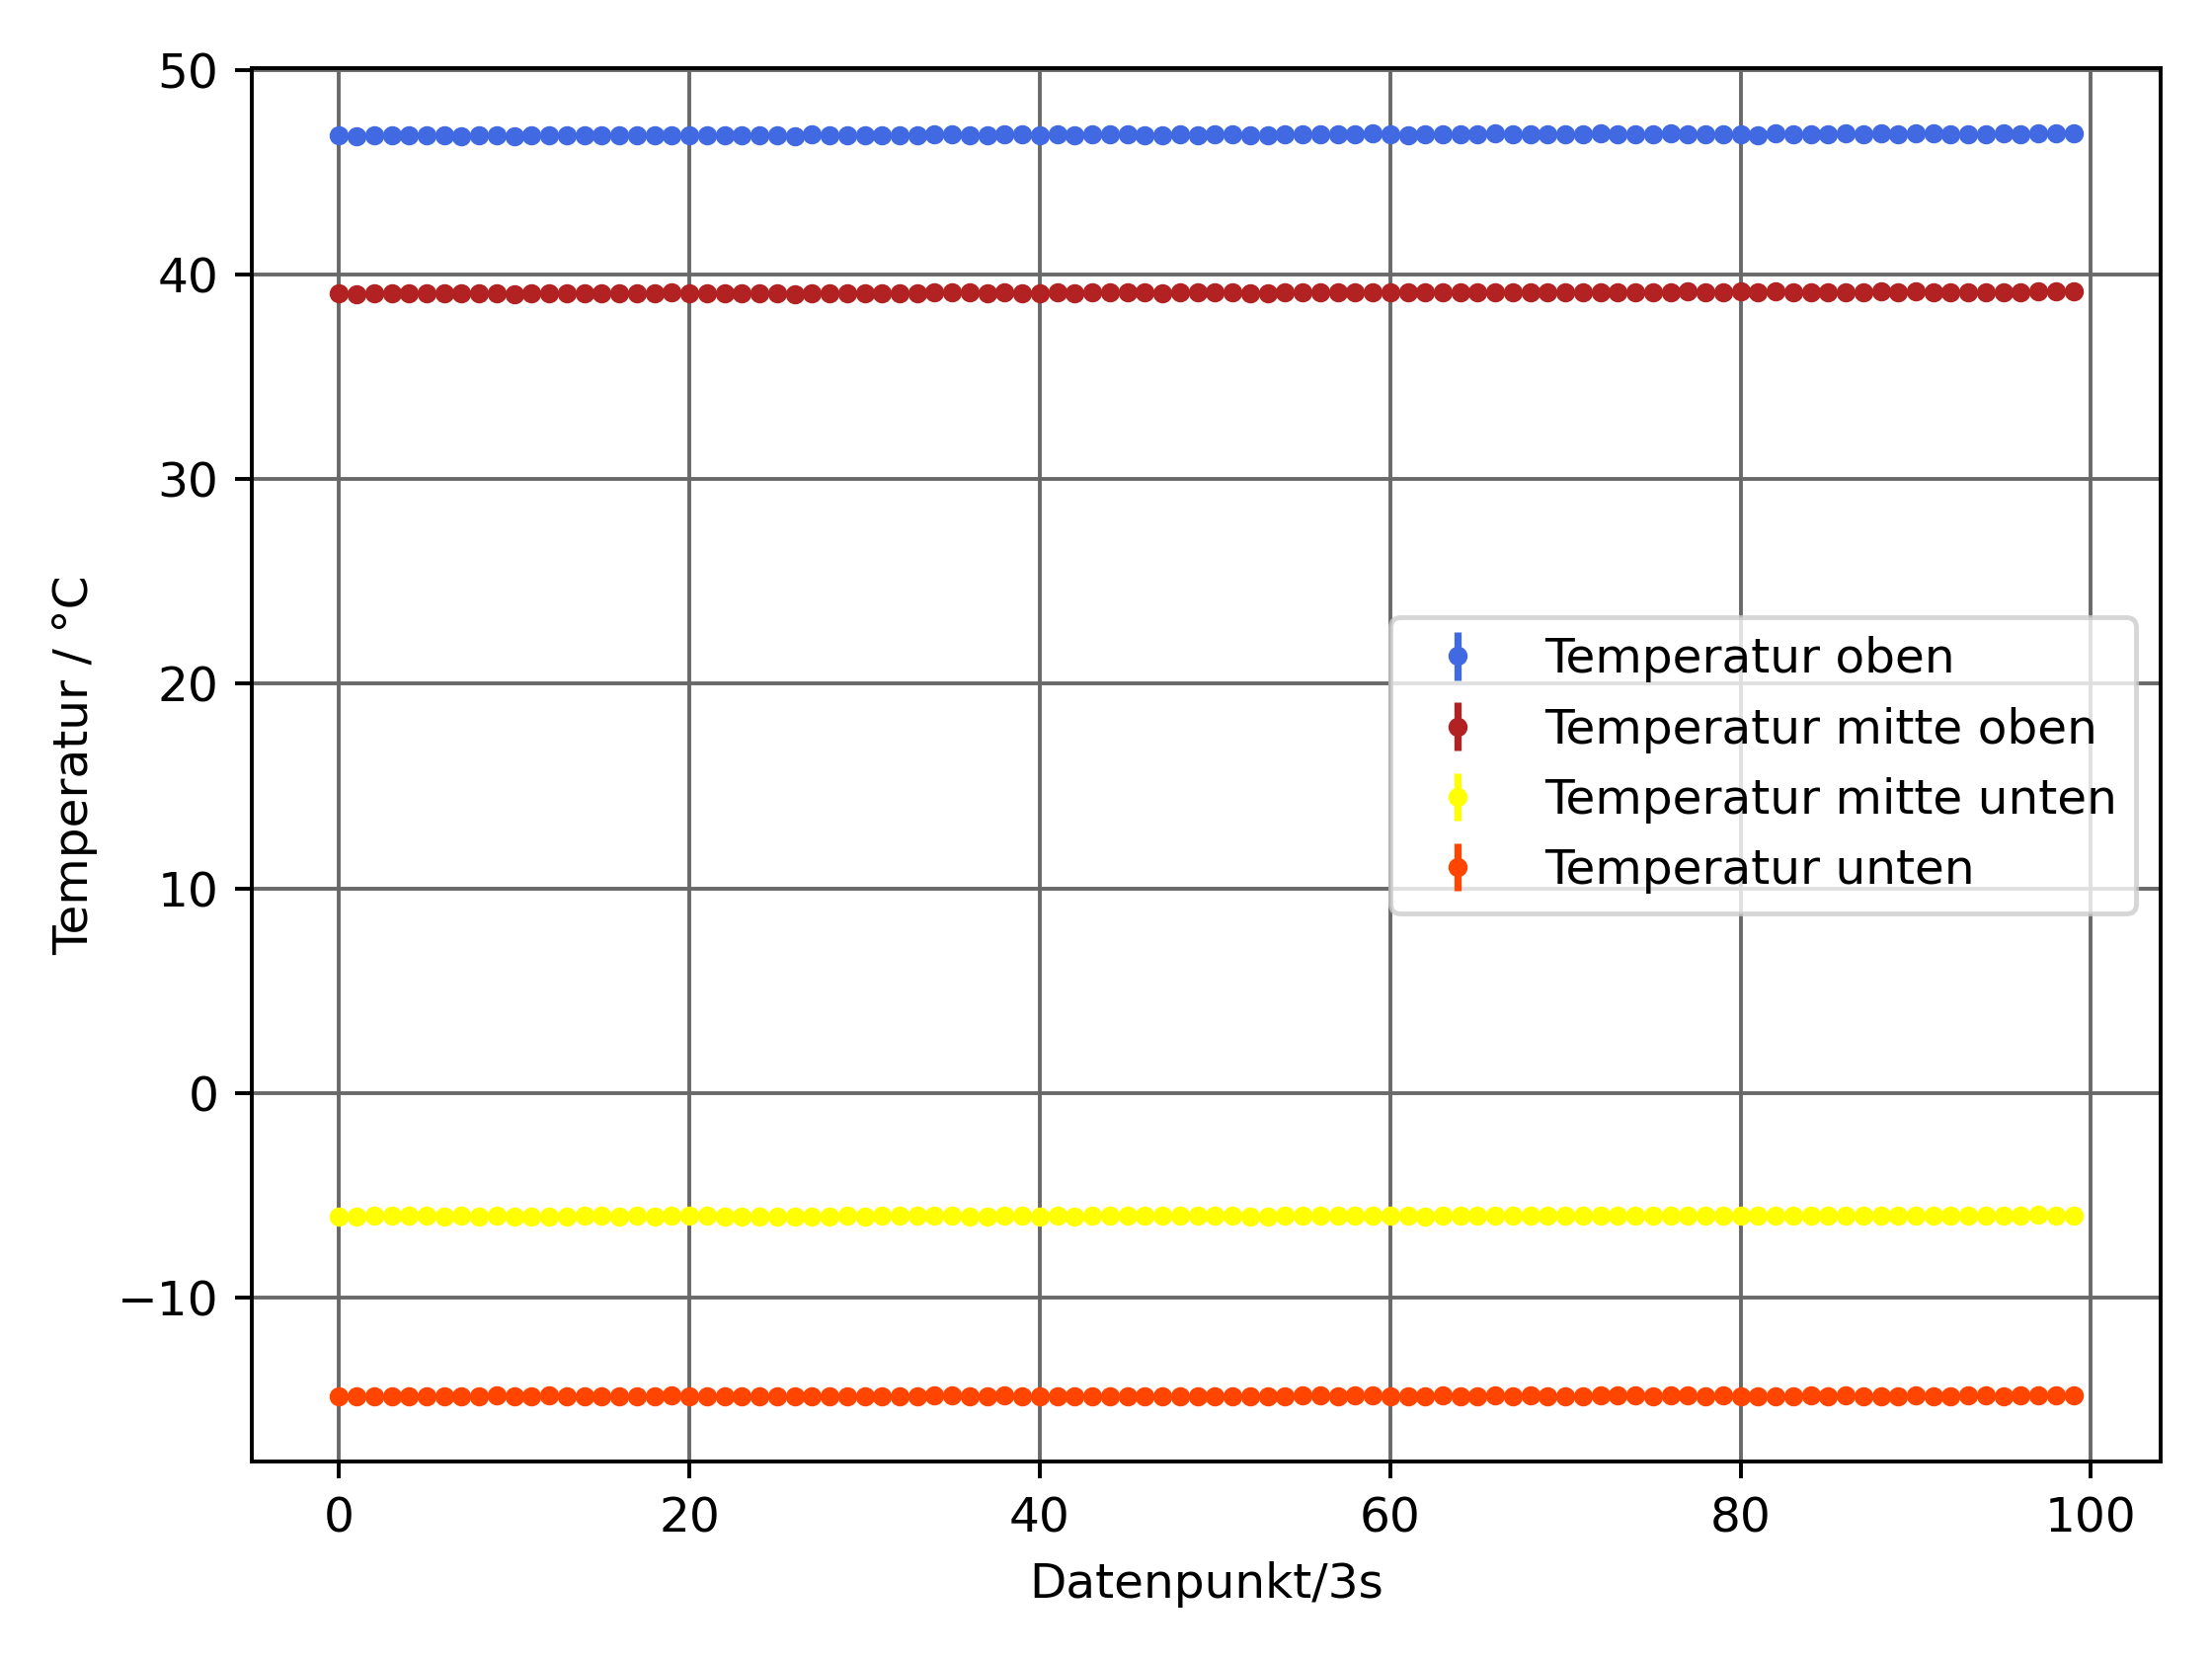 50
40
30
20
10
0
−10
Temperatur / °C
Temperatur oben
Temperatur mitte oben
Temperatur mitte unten
Temperatur unten
0 20 40 60 80 100
Datenpunkt/3s